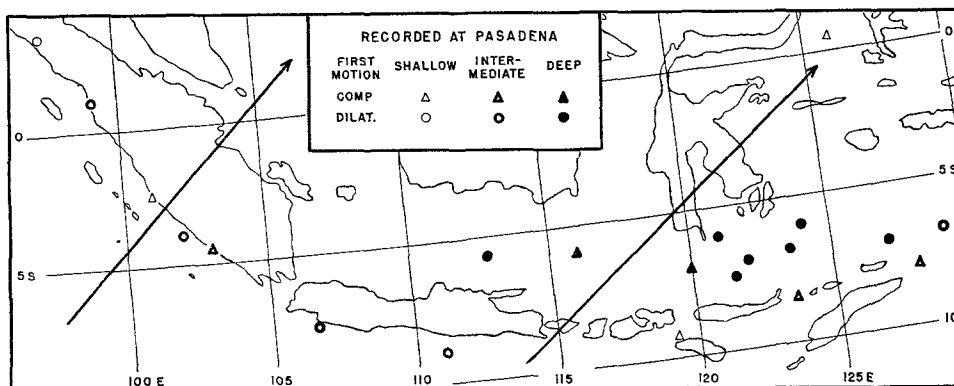 RECORDED AT PASADENA
FIRST MOTION SHALLOW INTER-MEDIATE DEEP
COMP
DILAT.
0
0
5 S
5 S
10
100 E 105 110 115 120 125 E